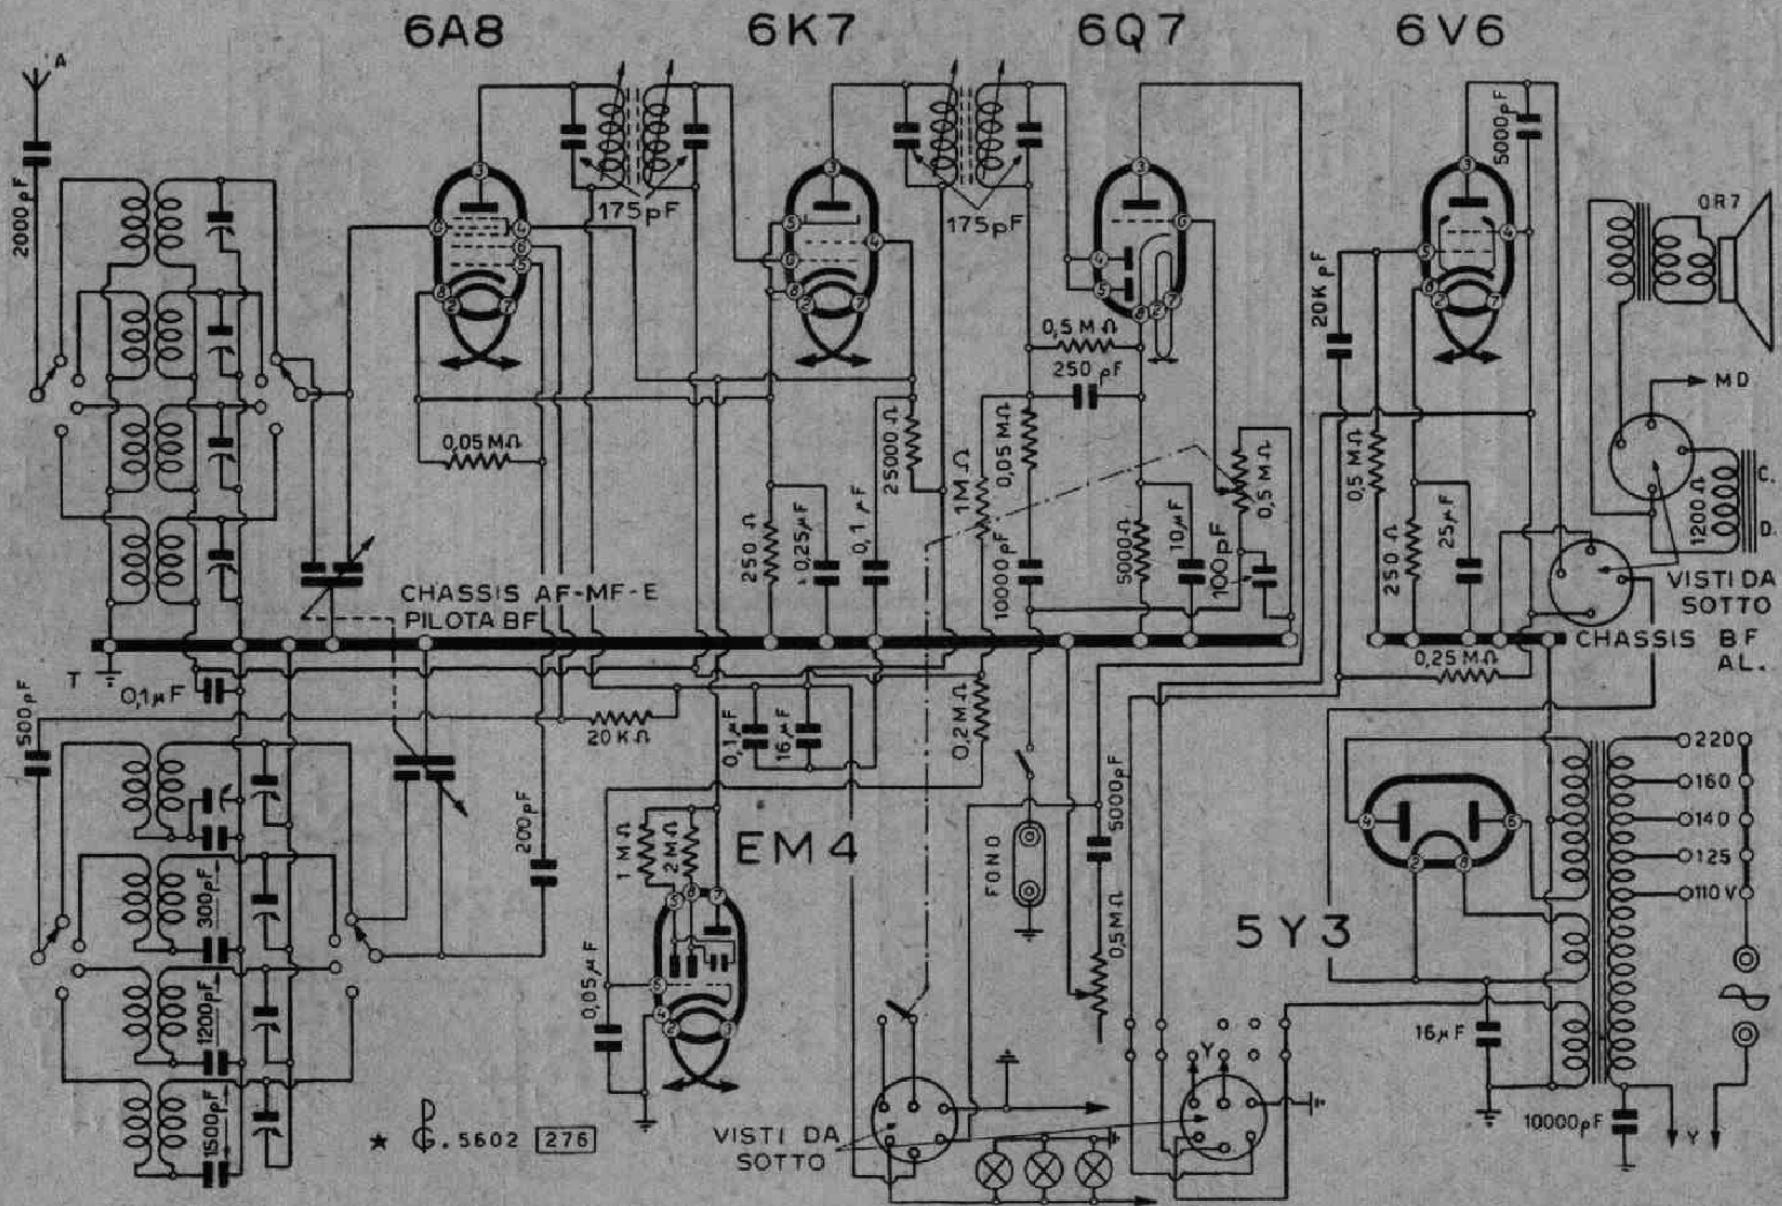 6A8 6K7 6Q7 6V6
A
2000pF
175pF
175pF
5000pF
OR7
20KpF
MD
0,5 MΩ
250 pF
0,05 MΩ
25000 Ω
1MΩ
0,05 MΩ
0,5 MΩ
0,5 MΩ
1200Ω
C.
D.
250 Ω
0,25µF
0,1 µF
10000pF
5000Ω
10µF
100pF
250 Ω
25µF
VISTI DA
SOTTO
CHASSIS AF-MF-E
PILOTA BF
CHASSIS BF
AL.
T
0,1µF
0,25 MΩ
500pF
20 KΩ
0,1µF
16µF
0,2MΩ
220
160
140
125
110 V
200pF
1 MΩ
2MΩ
EM4
FONO
5000pF
0,5MΩ
5Y3
300pF
1200pF
1500pF
0,05µF
16µF
10000pF
Y
Y
★ G.5602 276
VISTI DA
SOTTO